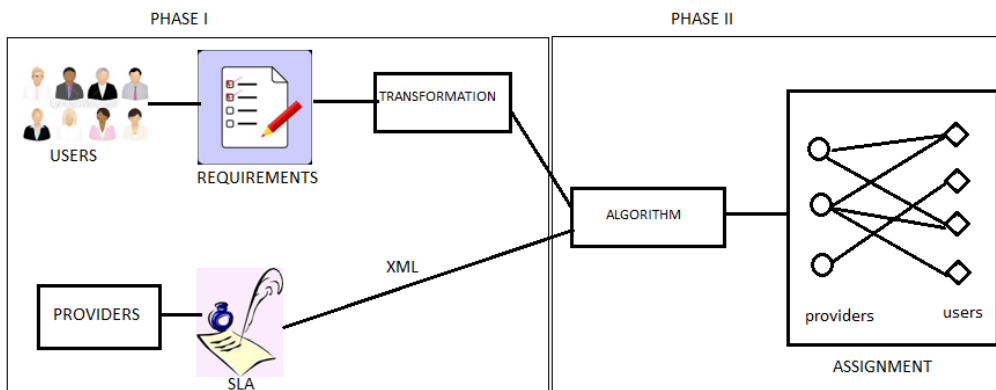 PHASE I
PHASE II
USERS
REQUIREMENTS
TRANSFORMATION
ALGORITHM
XML
PROVIDERS
SLA
providers
users
ASSIGNMENT